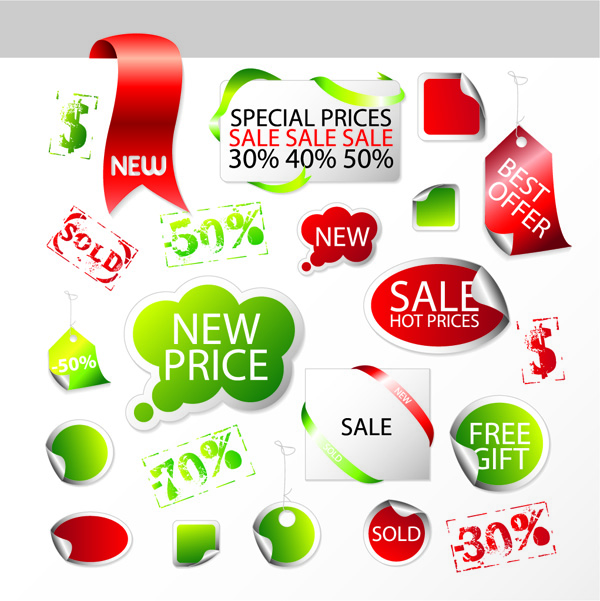 $
NEW
SPECIAL PRICES
SALE SALE SALE
30% 40% 50%
BEST
OFFER
SOLD
-50%
NEW
SALE
HOT PRICES
NEW
PRICE
-50%
$
NEW
SALE
SOLD
FREE
GIFT
-70%
SOLD
-30%